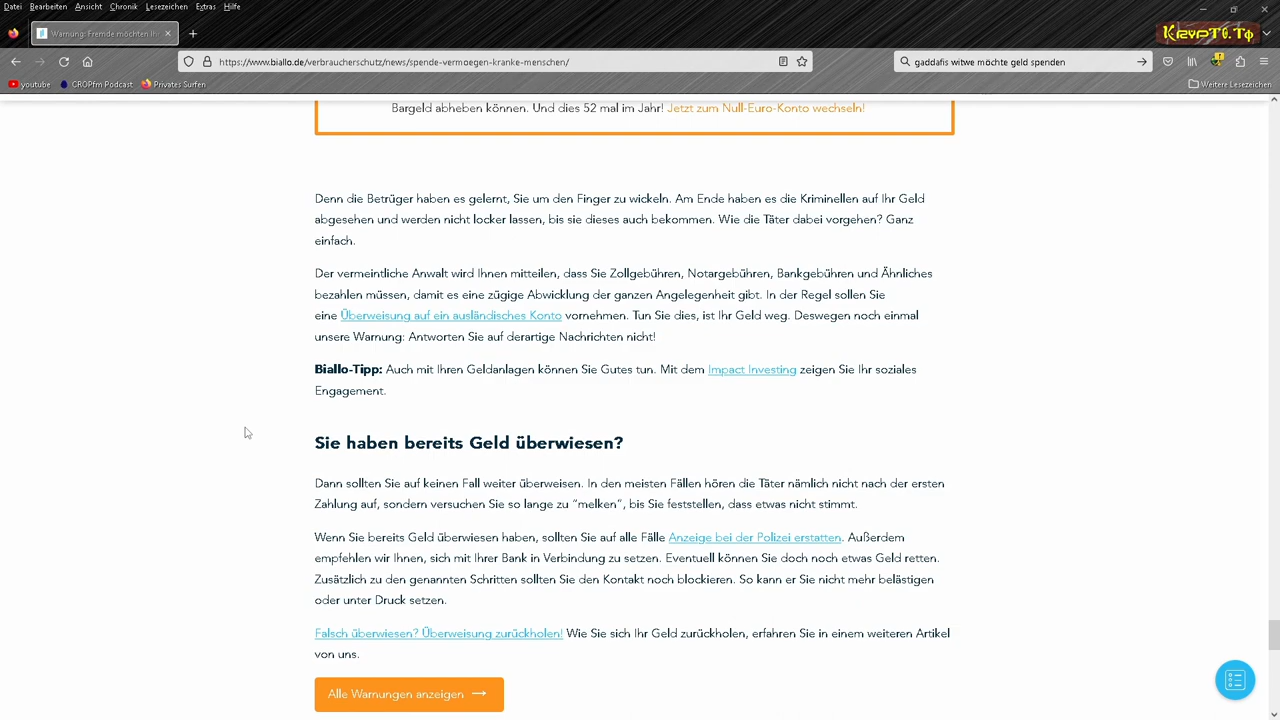 Datei Bearbeiten Ansicht Chronik Lesezeichen Extras Hilfe
Warnung: Fremde möchten Ihn
KRYPT0.TΦ
https://www.biallo.de/verbraucherschutz/news/spende-vermoegen-kranke-menschen/
gaddafis witwe möchte geld spenden
youtube CROPfm Podcast Privates Surfen Weitere Lesezeichen
Bargeld abheben können. Und dies 52 mal im Jahr! Jetzt zum Null-Euro-Konto wechseln!
Denn die Betrüger haben es gelernt, Sie um den Finger zu wickeln. Am Ende haben es die Kriminellen auf Ihr Geld
abgesehen und werden nicht locker lassen, bis sie dieses auch bekommen. Wie die Täter dabei vorgehen? Ganz
einfach.
Der vermeintliche Anwalt wird Ihnen mitteilen, dass Sie Zollgebühren, Notargebühren, Bankgebühren und Ähnliches
bezahlen müssen, damit es eine zügige Abwicklung der ganzen Angelegenheit gibt. In der Regel sollen Sie
eine Überweisung auf ein ausländisches Konto vornehmen. Tun Sie dies, ist Ihr Geld weg. Deswegen noch einmal
unsere Warnung: Antworten Sie auf derartige Nachrichten nicht!
Biallo-Tipp: Auch mit Ihren Geldanlagen können Sie Gutes tun. Mit dem Impact Investing zeigen Sie Ihr soziales
Engagement.
Sie haben bereits Geld überwiesen?
Dann sollten Sie auf keinen Fall weiter überweisen. In den meisten Fällen hören die Täter nämlich nicht nach der ersten
Zahlung auf, sondern versuchen Sie so lange zu "melken", bis Sie feststellen, dass etwas nicht stimmt.
Wenn Sie bereits Geld überwiesen haben, sollten Sie auf alle Fälle Anzeige bei der Polizei erstatten. Außerdem
empfehlen wir Ihnen, sich mit Ihrer Bank in Verbindung zu setzen. Eventuell können Sie doch noch etwas Geld retten.
Zusätzlich zu den genannten Schritten sollten Sie den Kontakt noch blockieren. So kann er Sie nicht mehr belästigen
oder unter Druck setzen.
Falsch überwiesen? Überweisung zurückholen! Wie Sie sich Ihr Geld zurückholen, erfahren Sie in einem weiteren Artikel
von uns.
Alle Warnungen anzeigen →